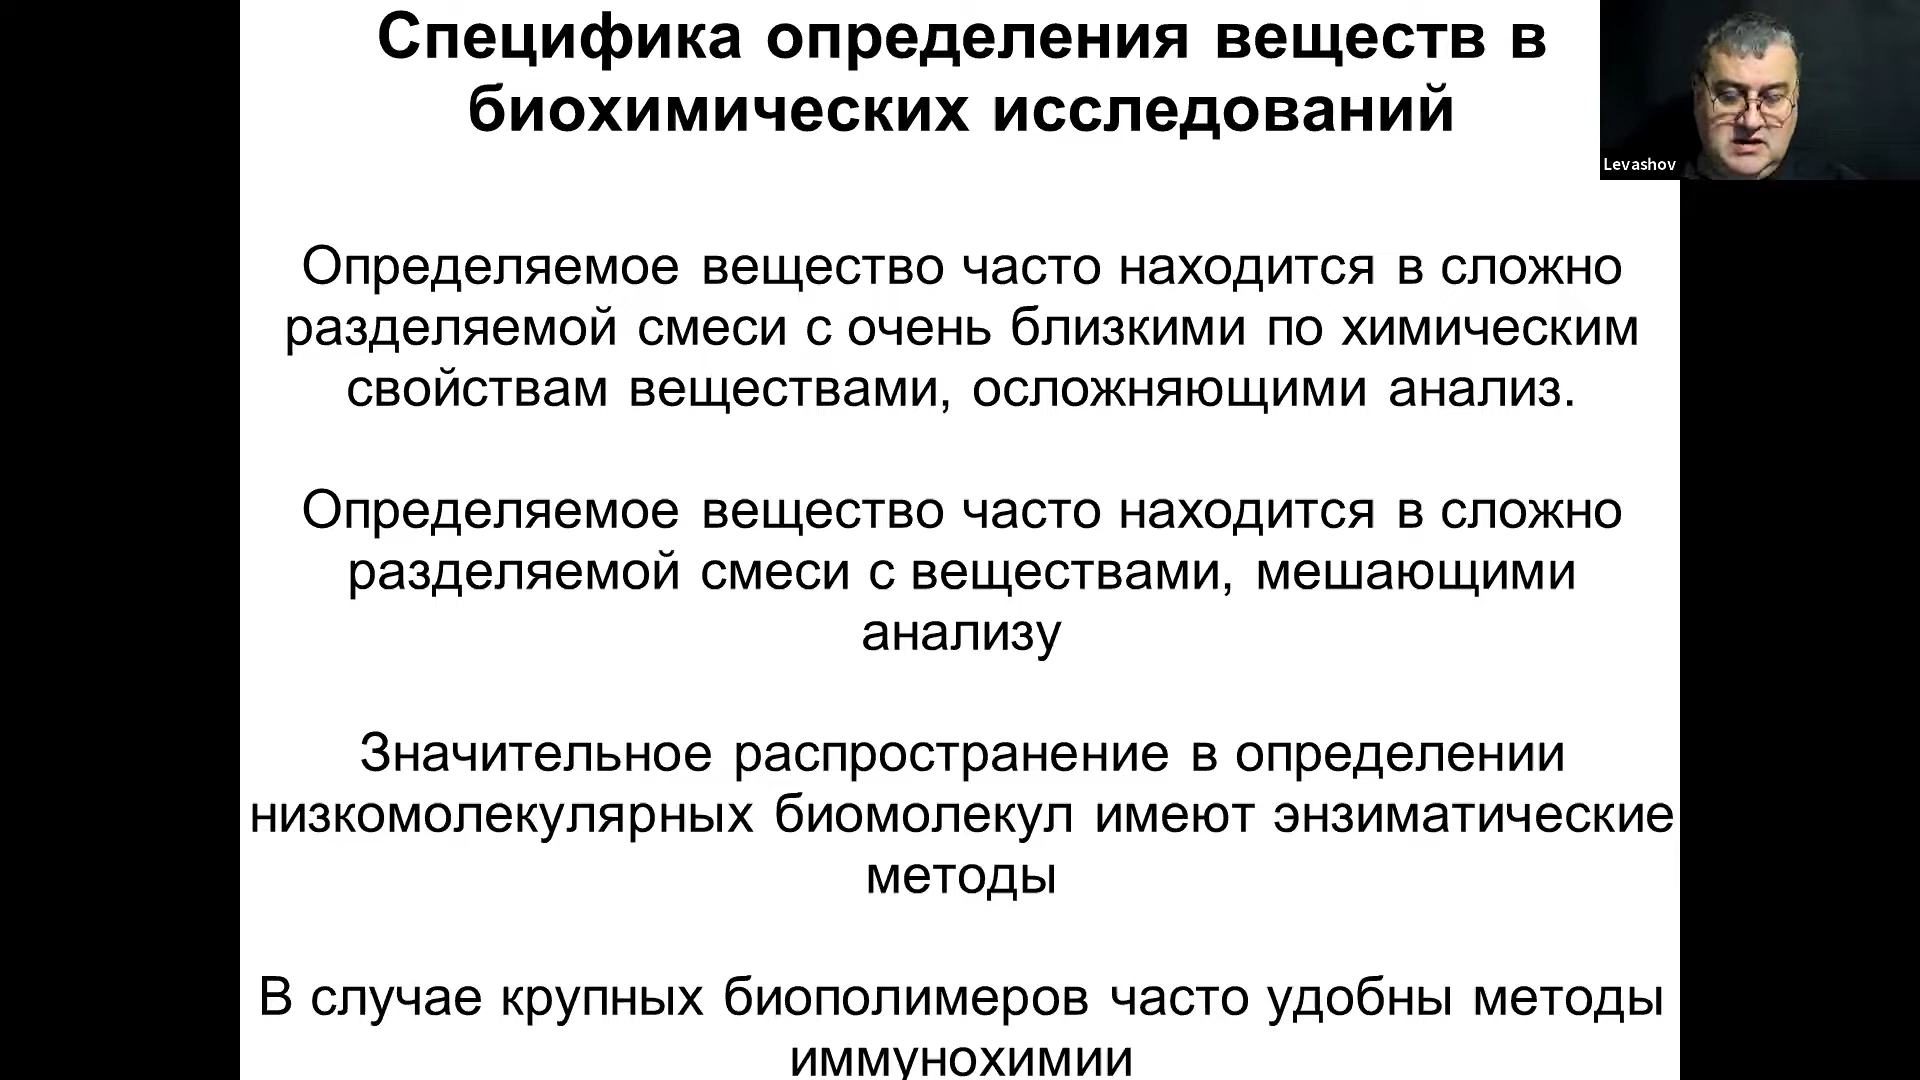 Специфика определения веществ в
биохимических исследований
Levashov
Определяемое вещество часто находится в сложно
разделяемой смеси с очень близкими по химическим
свойствам веществами, осложняющими анализ.
Определяемое вещество часто находится в сложно
разделяемой смеси с веществами, мешающими
анализу
Значительное распространение в определении
низкомолекулярных биомолекул имеют энзиматические
методы
В случае крупных биополимеров часто удобны методы
иммунохимии